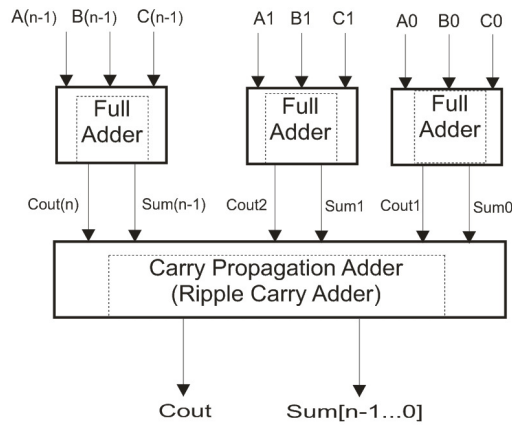 A(n-1) B(n-1) C(n-1) A1 B1 C1 A0 B0 C0
Full Adder
Full Adder
Full Adder
Cout(n) Sum(n-1) Cout2 Sum1 Cout1 Sum0
Carry Propagation Adder
(Ripple Carry Adder)
Cout Sum[n-1...0]